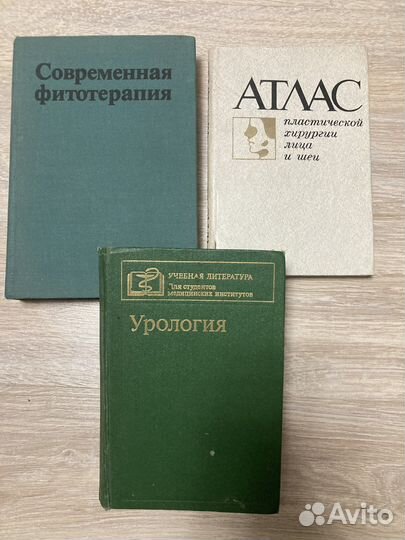 Современная
фитотерапия
АТЛАС
пластической
хирургии
лица
и шеи
УЧЕБНАЯ ЛИТЕРАТУРА
Для студентов
медицинских институтов
Урология
Avito